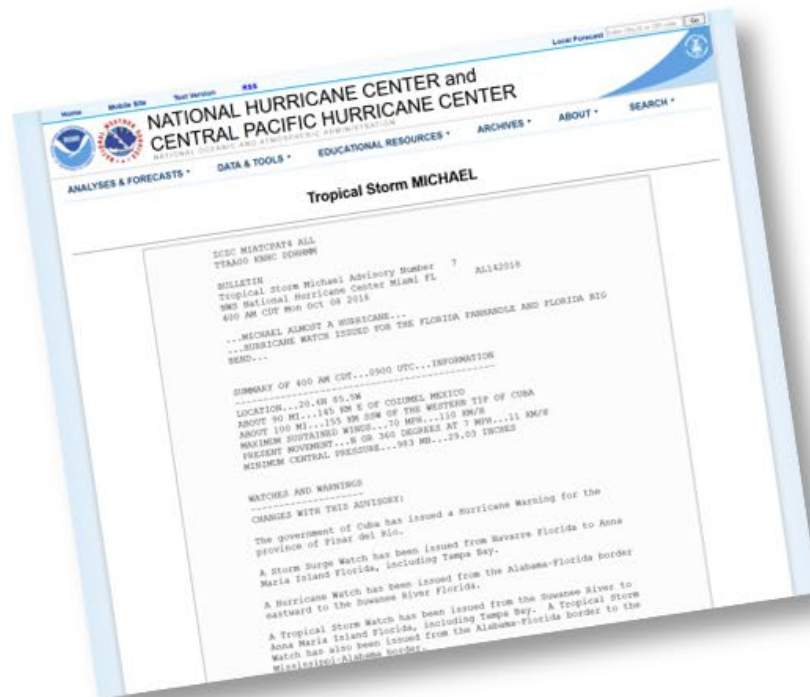 Home Mobile Site Text Version RSS Local Forecast Go
NATIONAL HURRICANE CENTER and
CENTRAL PACIFIC HURRICANE CENTER
NATIONAL OCEANIC AND ATMOSPHERIC ADMINISTRATION
ANALYSES & FORECASTS DATA & TOOLS EDUCATIONAL RESOURCES ARCHIVES ABOUT SEARCH
Tropical Storm MICHAEL
ZCZC MIATCPAT4 ALL
TTAA00 KNHC DDHHMM
BULLETIN
Tropical Storm Michael Advisory Number 7
NWS National Hurricane Center Miami FL AL142018
400 AM CDT Mon Oct 08 2018
...MICHAEL ALMOST A HURRICANE...
...HURRICANE WATCH ISSUED FOR THE FLORIDA PANHANDLE AND FLORIDA BIG
BEND...
SUMMARY OF 400 AM CDT...0900 UTC...INFORMATION
----------------------------------------------
LOCATION...20.6N 85.5W
ABOUT 90 MI...145 KM E OF COZUMEL MEXICO
ABOUT 100 MI...155 KM SSW OF THE WESTERN TIP OF CUBA
MAXIMUM SUSTAINED WINDS...70 MPH...110 KM/H
PRESENT MOVEMENT...N OR 360 DEGREES AT 7 MPH...11 KM/H
MINIMUM CENTRAL PRESSURE...983 MB...29.03 INCHES
WATCHES AND WARNINGS
--------------------
CHANGES WITH THIS ADVISORY:
The government of Cuba has issued a Hurricane Warning for the
province of Pinar del Rio.
A Storm Surge Watch has been issued from Navarre Florida to Anna
Maria Island Florida, including Tampa Bay.
A Hurricane Watch has been issued from the Alabama-Florida border
eastward to the Suwanee River Florida.
A Tropical Storm Watch has been issued from the Suwanee River to
Anna Maria Island Florida, including Tampa Bay. A Tropical Storm
Watch has also been issued from the Alabama-Florida border to the
Mississippi-Alabama border.